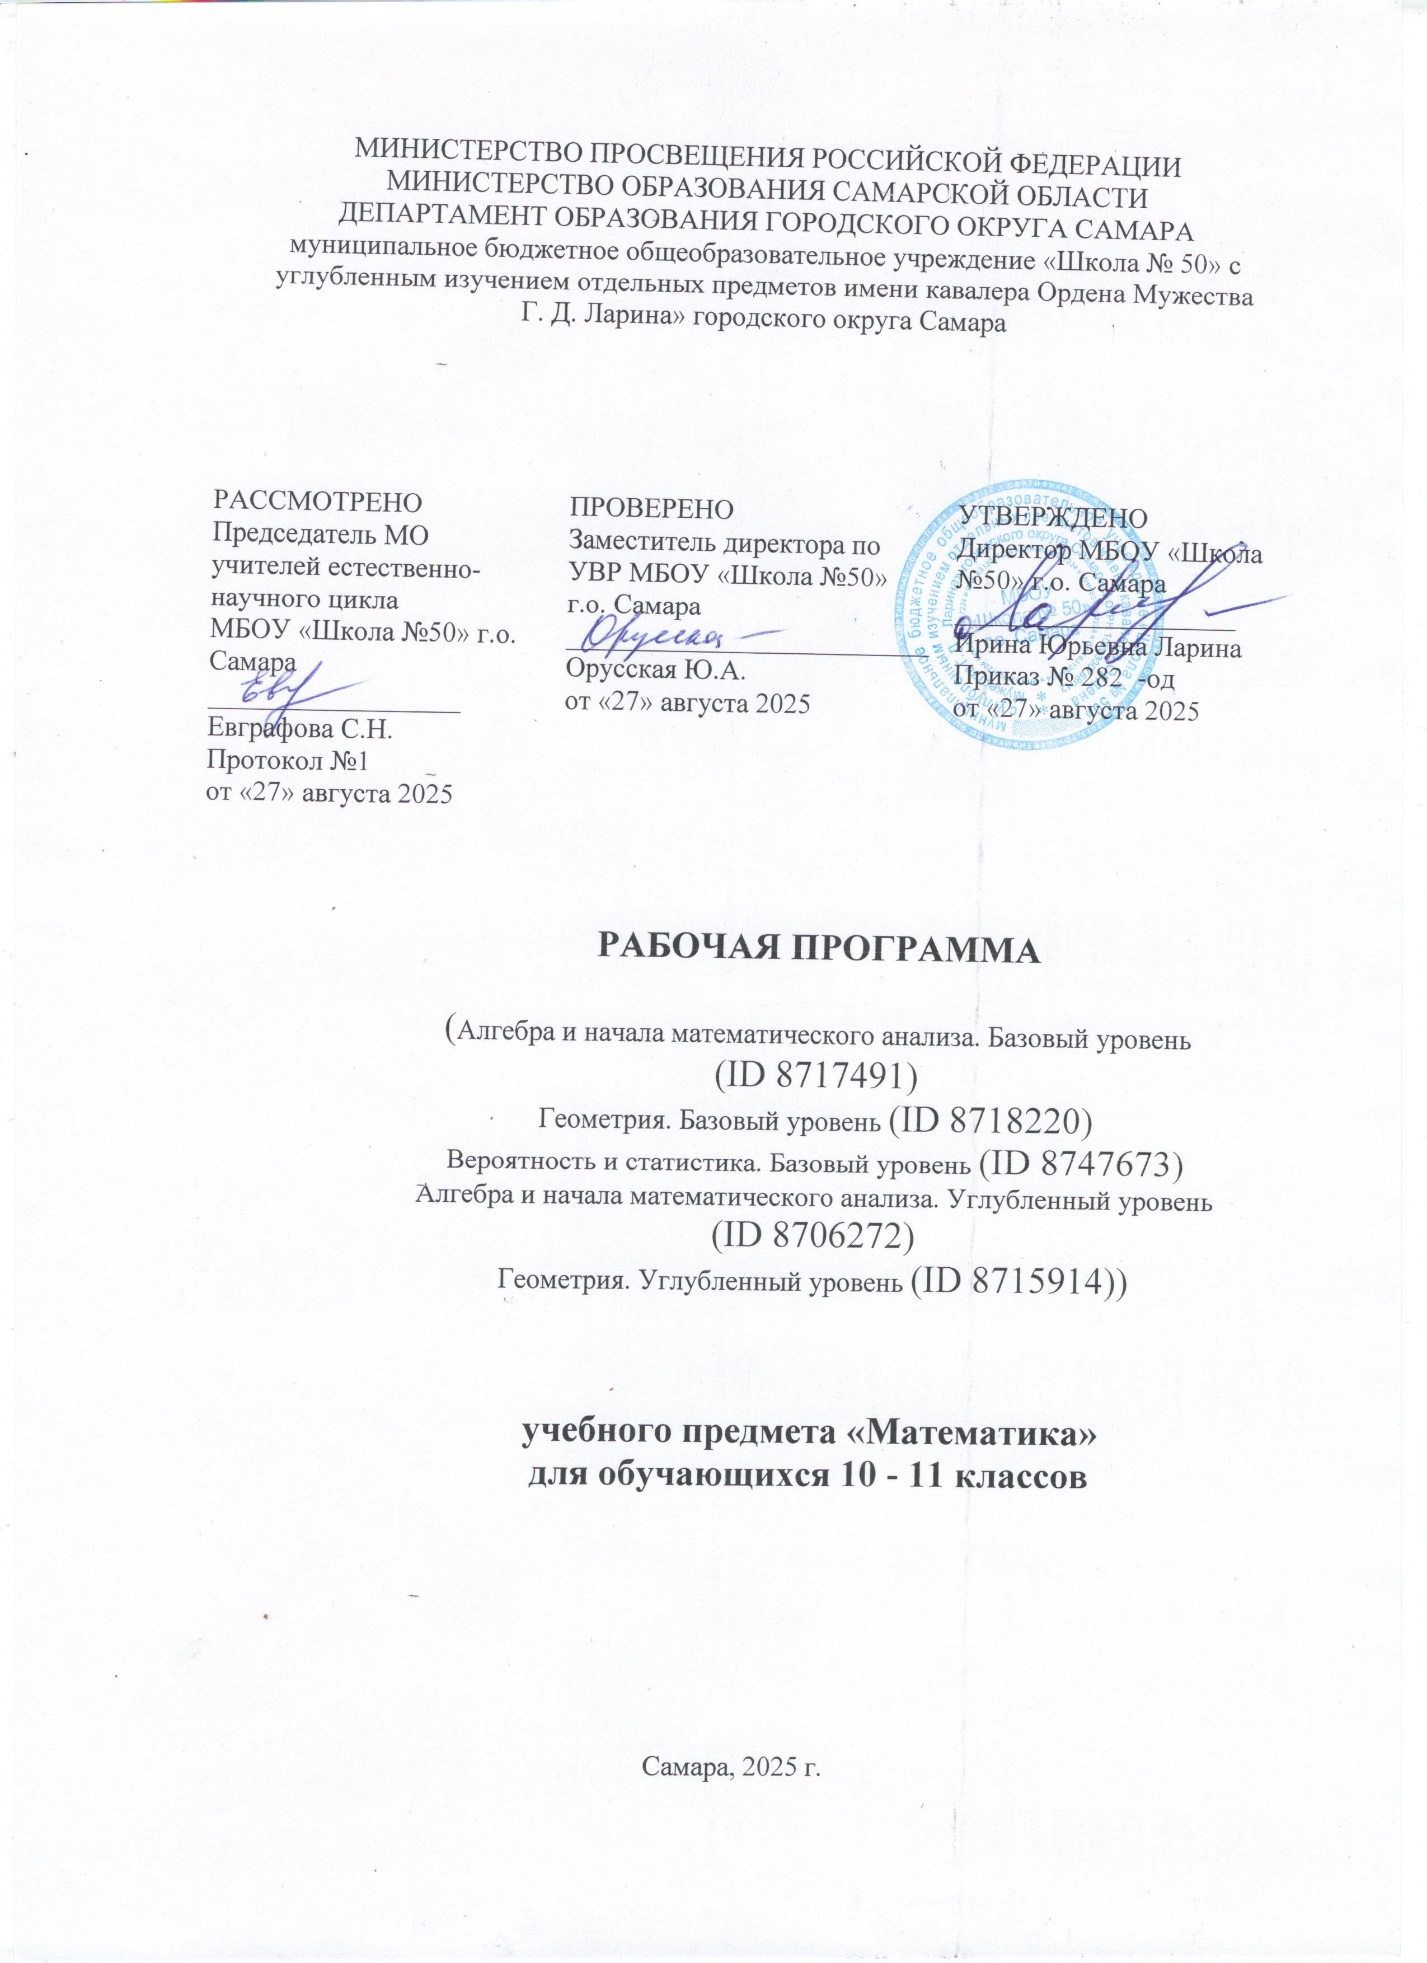 МИНИСТЕРСТВО ПРОСВЕЩЕНИЯ РОССИЙСКОЙ ФЕДЕРАЦИИ
МИНИСТЕРСТВО ОБРАЗОВАНИЯ САМАРСКОЙ ОБЛАСТИ
ДЕПАРТАМЕНТ ОБРАЗОВАНИЯ ГОРОДСКОГО ОКРУГА САМАРА
муниципальное бюджетное общеобразовательное учреждение «Школа № 50» с
углубленным изучением отдельных предметов имени кавалера Ордена Мужества
Г. Д. Ларина» городского округа Самара
РАССМОТРЕНО
Председатель МО
учителей естественно-
научного цикла
МБОУ «Школа №50» г.о.
Самара
Евграфова С.Н.
Протокол №1
от «27» августа 2025
ПРОВЕРЕНО
Заместитель директора по
УВР МБОУ «Школа №50»
г.о. Самара
Орусская Ю.А.
от «27» августа 2025
УТВЕРЖДЕНО
Директор МБОУ «Школа
№50» г.о. Самара
Ирина Юрьевна Ларина
Приказ № 282 -од
от «27» августа 2025
РАБОЧАЯ ПРОГРАММА
(Алгебра и начала математического анализа. Базовый уровень
(ID 8717491)
Геометрия. Базовый уровень (ID 8718220)
Вероятность и статистика. Базовый уровень (ID 8747673)
Алгебра и начала математического анализа. Углубленный уровень
(ID 8706272)
Геометрия. Углубленный уровень (ID 8715914))
учебного предмета «Математика»
для обучающихся 10 - 11 классов
Самара, 2025 г.